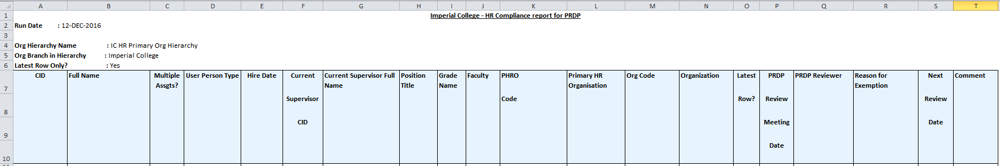 A B C D E F G H I J K L M N O P Q R S T
1 Imperial College - HR Compliance report for PRDP
2 Run Date : 12-DEC-2016
3
4 Org Hierarchy Name : IC HR Primary Org Hierarchy
5 Org Branch in Hierarchy : Imperial College
6 Latest Row Only? : Yes
CID Full Name Multiple User Person Type Hire Date Current Current Supervisor Full Position Grade Faculty PHRO Primary HR Org Code Organization Latest PRDP PRDP Reviewer Reason for Next Comment
7 Assgts? Name Title Name Organisation Meeting Exemption
Supervisor Code Row? Review Review
8
CID Meeting Date
9
Date
10